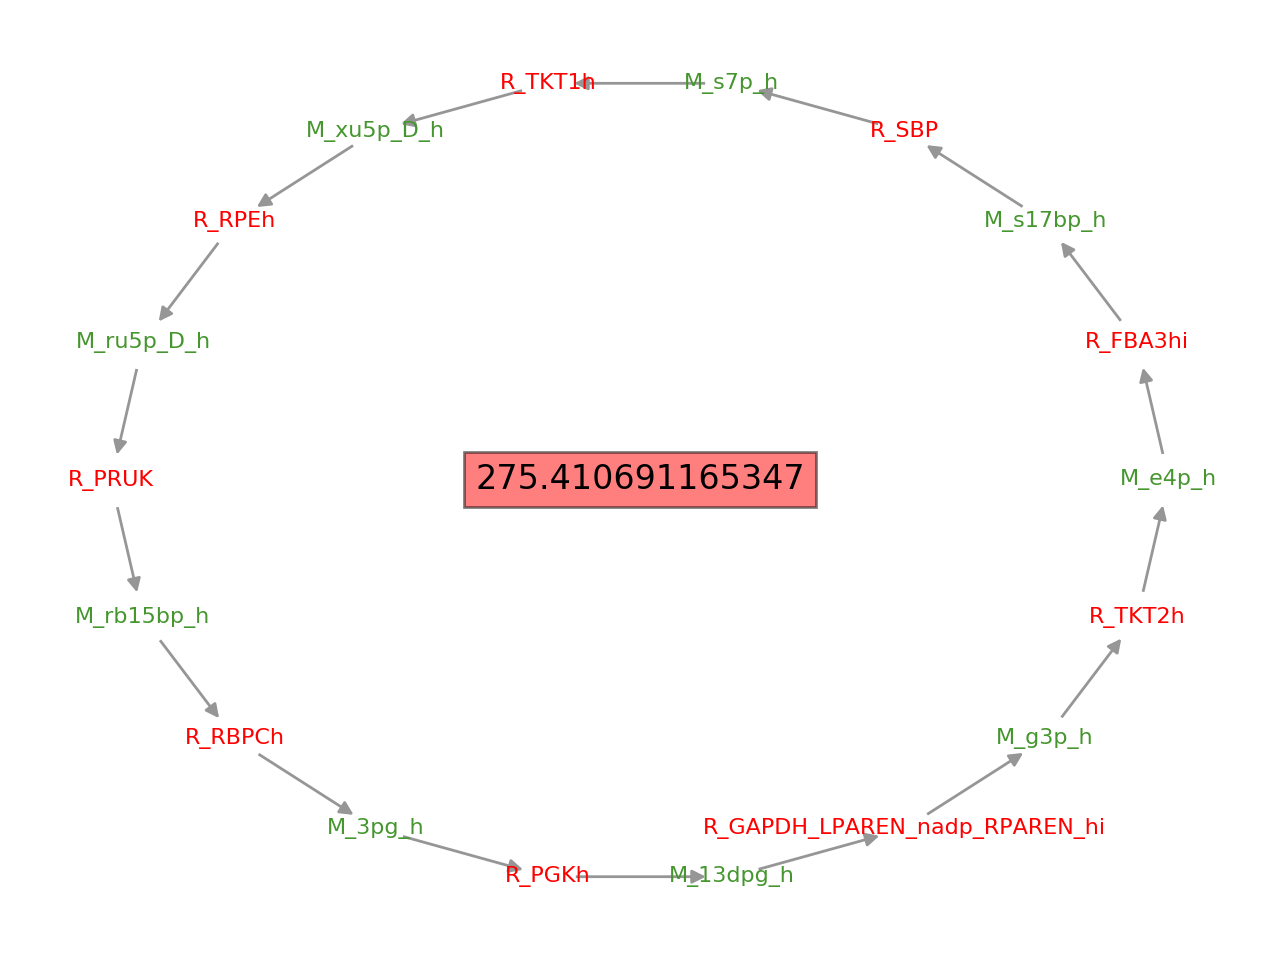 R_TKT1h
M_s7p_h
M_xu5p_D_h
R_SBP
R_RPEh
M_s17bp_h
M_ru5p_D_h
R_FBA3hi
R_PRUK
275.410691165347
M_e4p_h
M_rb15bp_h
R_TKT2h
R_RBPCh
M_g3p_h
M_3pg_h
R_GAPDH_LPAREN_nadp_RPAREN_hi
R_PGKh
M_13dpg_h